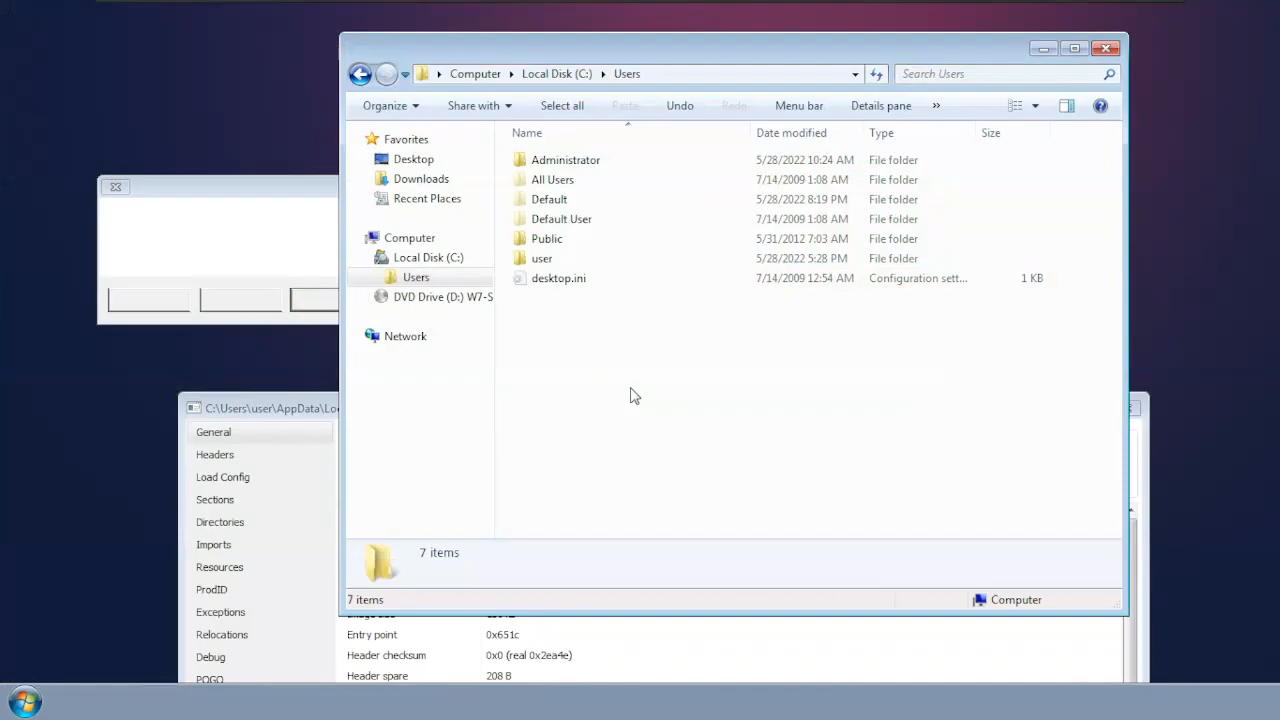 Computer Local Disk (C:) Users
Search Users
Organize Share with Select all Paste Undo Redo Menu bar Details pane »
Favorites
Desktop
Downloads
Recent Places
Computer
Local Disk (C:)
Users
DVD Drive (D:) W7-S
Network
Name Date modified Type Size
Administrator 5/28/2022 10:24 AM File folder
All Users 7/14/2009 1:08 AM File folder
Default 5/28/2022 8:19 PM File folder
Default User 7/14/2009 1:08 AM File folder
Public 5/31/2012 7:03 AM File folder
user 5/28/2022 5:28 PM File folder
desktop.ini 7/14/2009 12:54 AM Configuration sett... 1 KB
7 items
7 items Computer
C:\Users\user\AppData\Lo
General
Headers
Load Config
Sections
Directories
Imports
Resources
ProdID
Exceptions
Relocations
Debug
POGO
Entry point 0x651c
Header checksum 0x0 (real 0x2ea4e)
Header spare 208 B